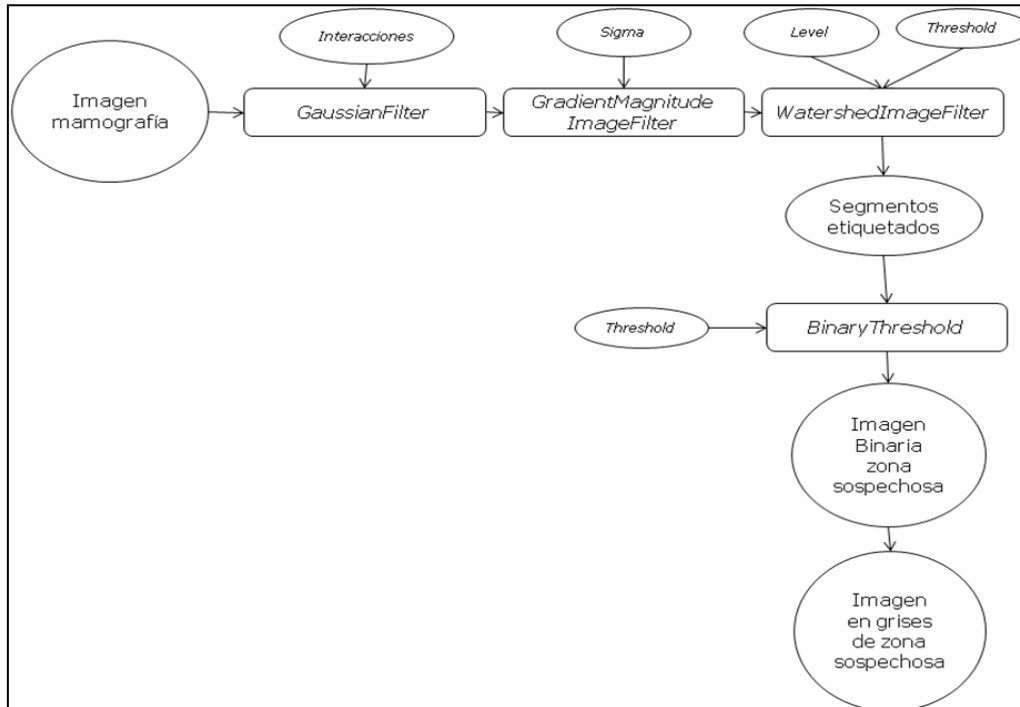 Interacciones
Sigma
Level
Threshold
Imagen
mamografía
GaussianFilter
GradientMagnitude
ImageFilter
WatershedImageFilter
Segmentos
etiquetados
Threshold
BinaryThreshold
Imagen
Binaria
zona
sospechosa
Imagen
en grises
de zona
sospechosa